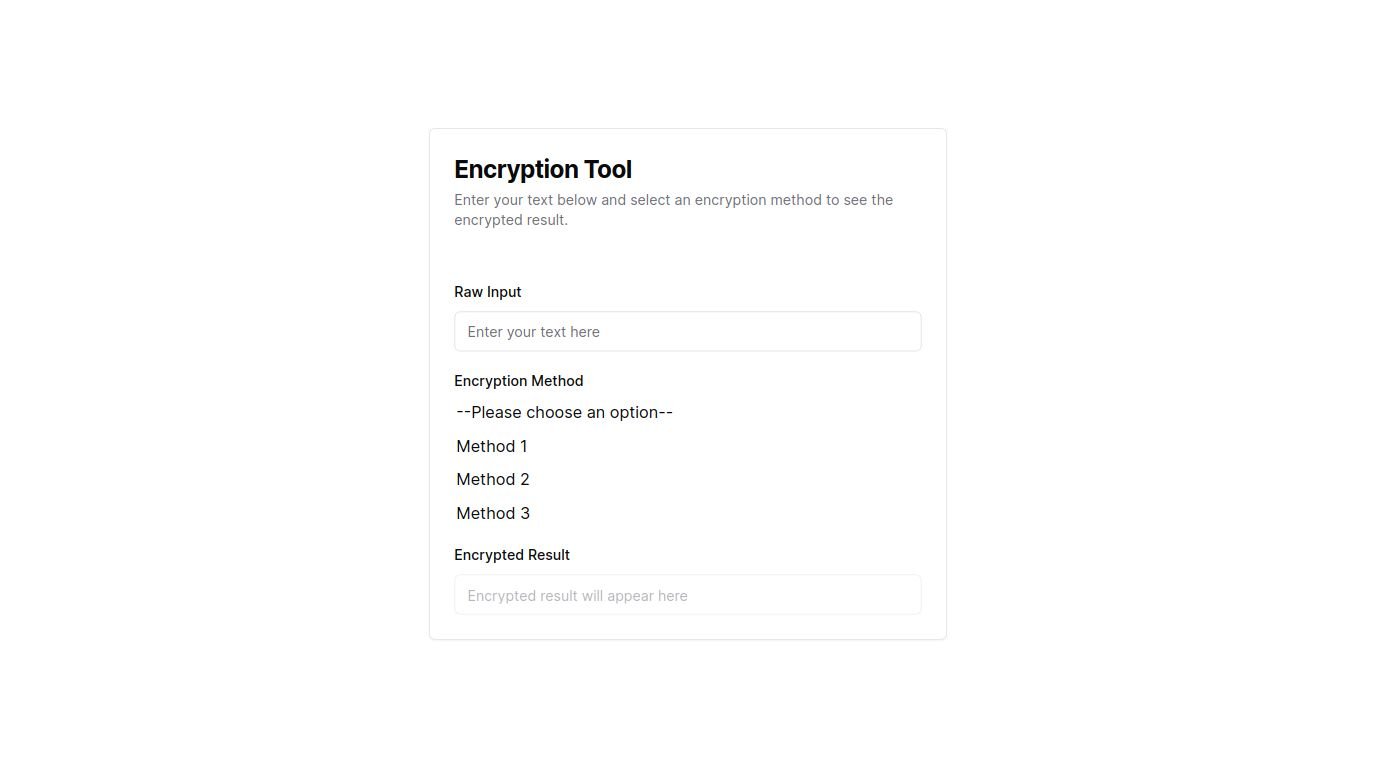 Encryption Tool
Enter your text below and select an encryption method to see the
encrypted result.
Raw Input
Enter your text here
Encryption Method
--Please choose an option--
Method 1
Method 2
Method 3
Encrypted Result
Encrypted result will appear here